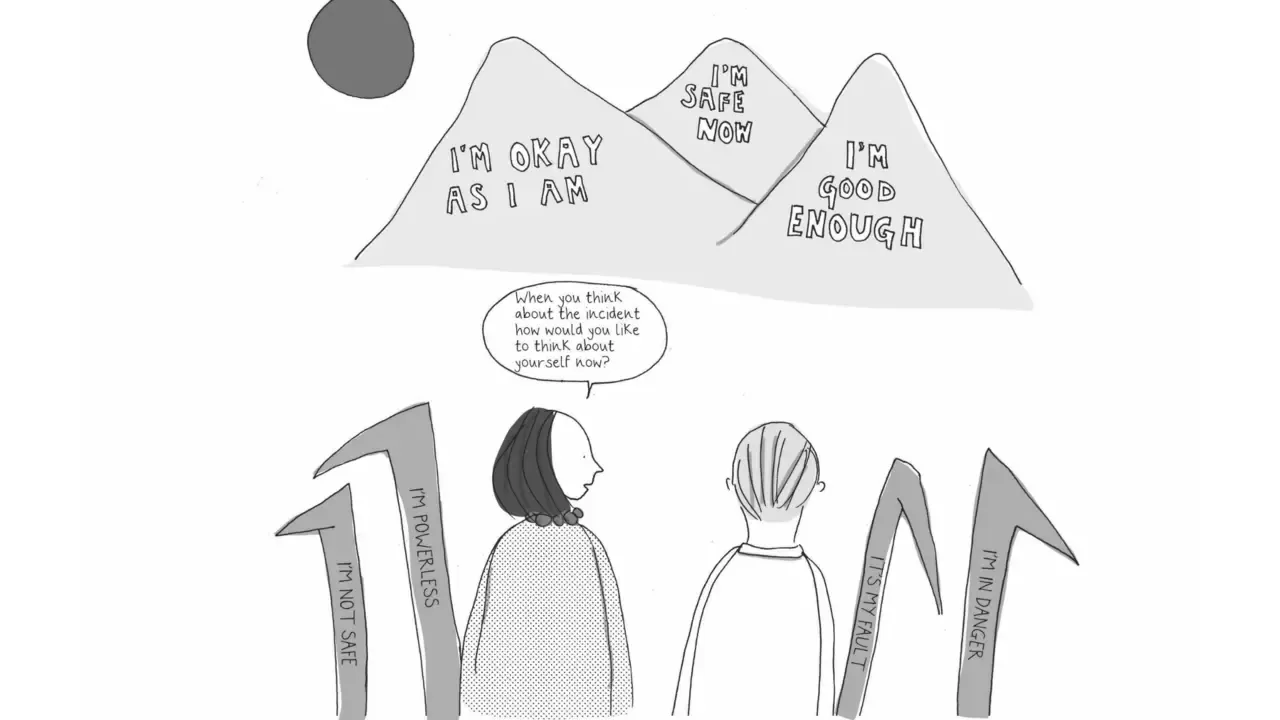 I'M OKAY
AS I AM
I'M
SAFE
NOW
I'M
GOOD
ENOUGH
When you think
about the incident
how would you like
to think about
yourself now?
I'M NOT SAFE
I'M POWERLESS
IT'S MY FAULT
I'M IN DANGER